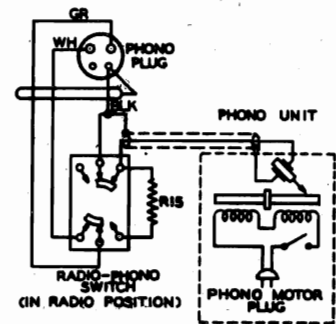 GR
WH
PHONO
PLUG
BLK
PHONO UNIT
R15
RADIO-PHONO
SWITCH
(IN RADIO POSITION)
PHONO MOTOR
PLUG